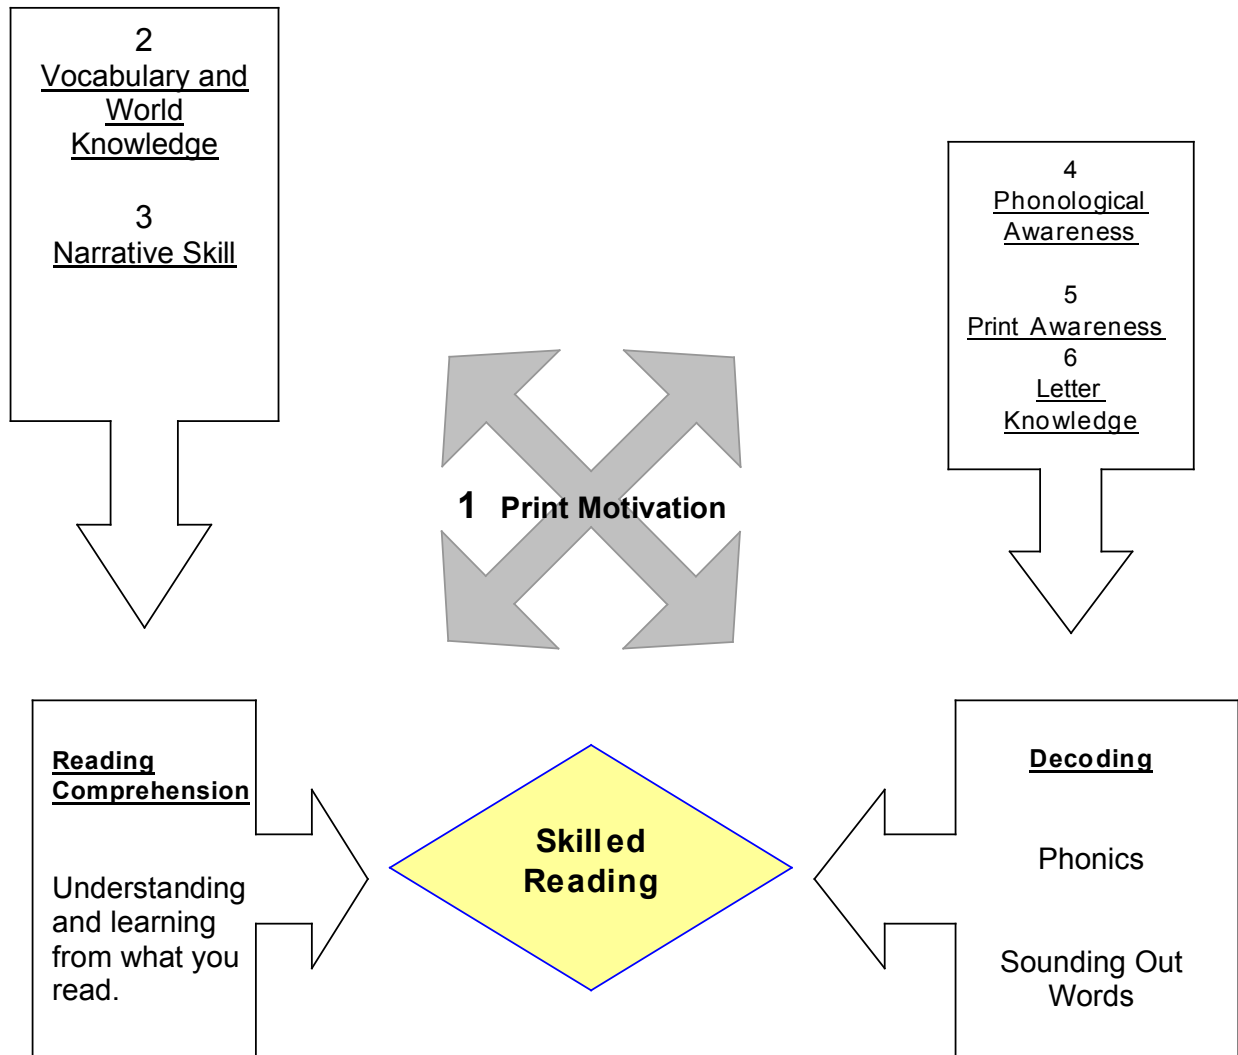 2
Vocabulary and
World
Knowledge
3
Narrative Skill
4
Phonological
Awareness
5
Print Awareness
6
Letter
Knowledge
1 Print Motivation
Reading
Comprehension
Understanding
and learning
from what you
read.
Skilled
Reading
Decoding
Phonics
Sounding Out
Words